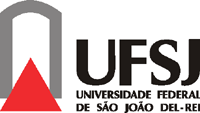 UFSJ
UNIVERSIDADE FEDERAL
DE SÃO JOÃO DEL-REI